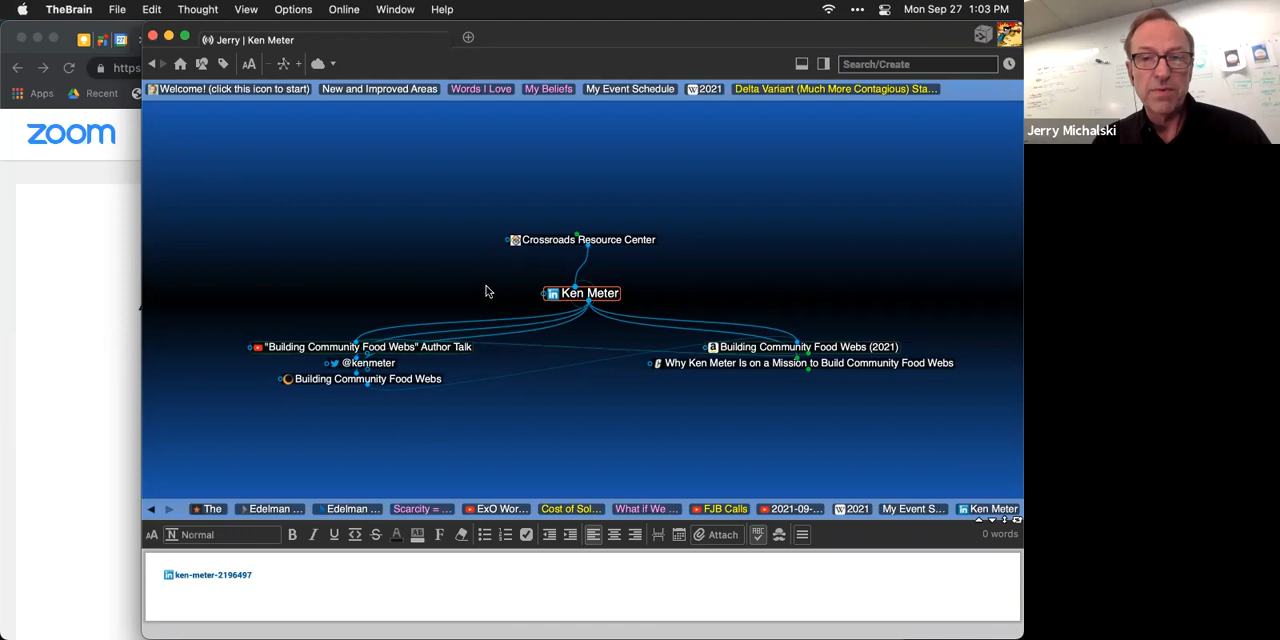 TheBrain File Edit Thought View Options Online Window Help Mon Sep 27 1:03 PM
Jerry | Ken Meter
https
Search/Create
Apps Recent
Welcome! (click this icon to start) New and Improved Areas Words I Love My Beliefs My Event Schedule 2021 Delta Variant (Much More Contagious) Sta...
zoom
Jerry Michalski
Crossroads Resource Center
Ken Meter
"Building Community Food Webs" Author Talk
Building Community Food Webs (2021)
@kenmeter
Why Ken Meter Is on a Mission to Build Community Food Webs
Building Community Food Webs
The Edelman ... Edelman ... Scarcity = ... ExO Wor... Cost of Sol... What if We ... FJB Calls 2021-09-... 2021 My Event S... Ken Meter
Normal
Attach
0 words
ken-meter-2196497